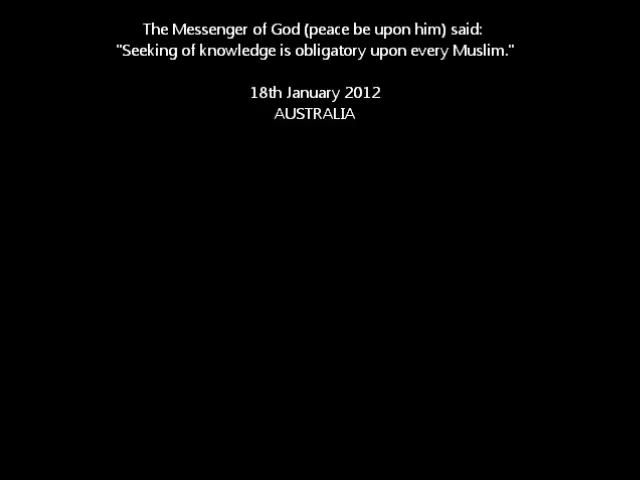 The Messenger of God (peace be upon him) said:
"Seeking of knowledge is obligatory upon every Muslim."
18th January 2012
AUSTRALIA